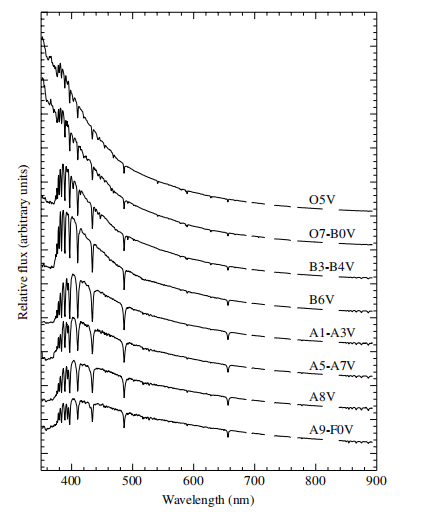 Relative flux (arbitrary units)
O5V
O7-B0V
B3-B4V
B6V
A1-A3V
A5-A7V
A8V
A9-F0V
400 500 600 700 800 900
Wavelength (nm)